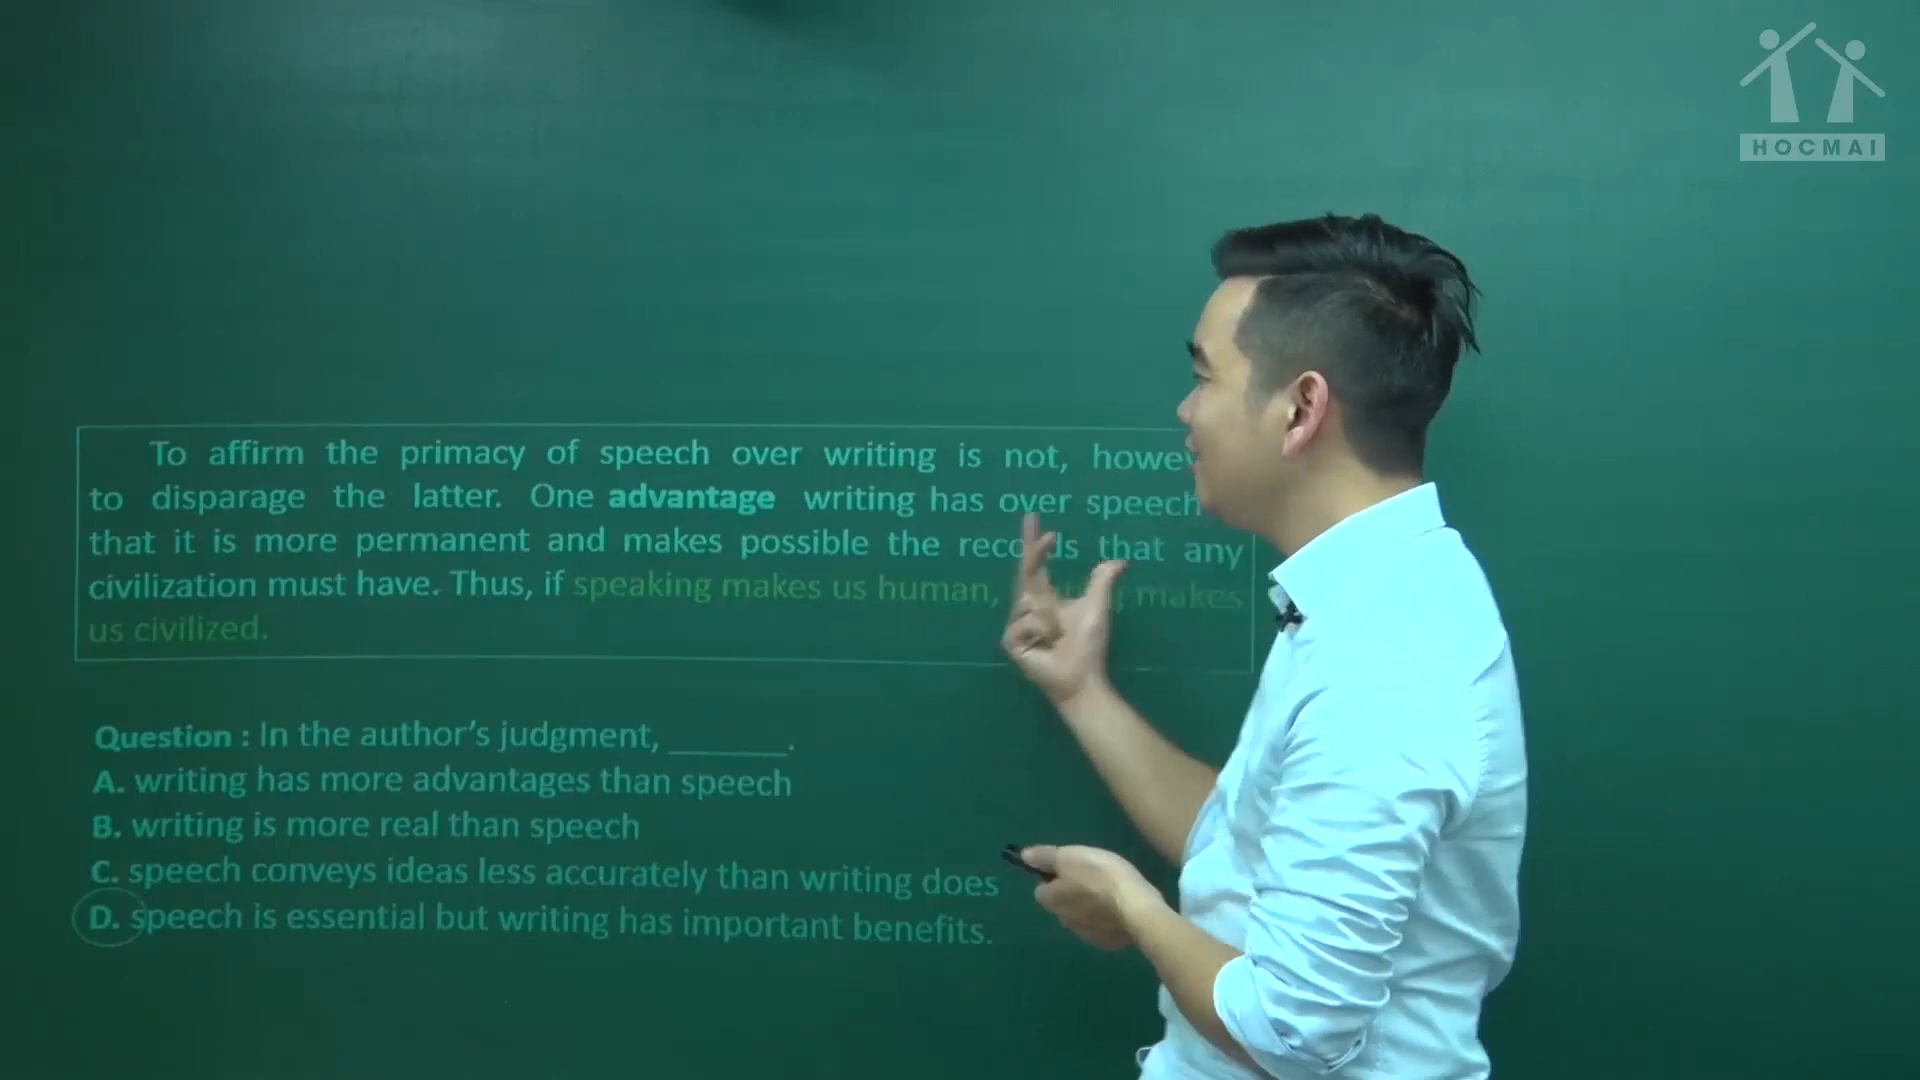 HOCMAI
To affirm the primacy of speech over writing is not,
to disparage the latter. One advantage writing has over speech
that it is more permanent and makes possible the that any
civilization must have. Thus, if speaking makes us human, makes
us civilized.
Question : In the author's judgment, _______.
A. writing has more advantages than speech
B. writing is more real than speech
C. speech conveys ideas less accurately than writing does
D. speech is essential but writing has important benefits.